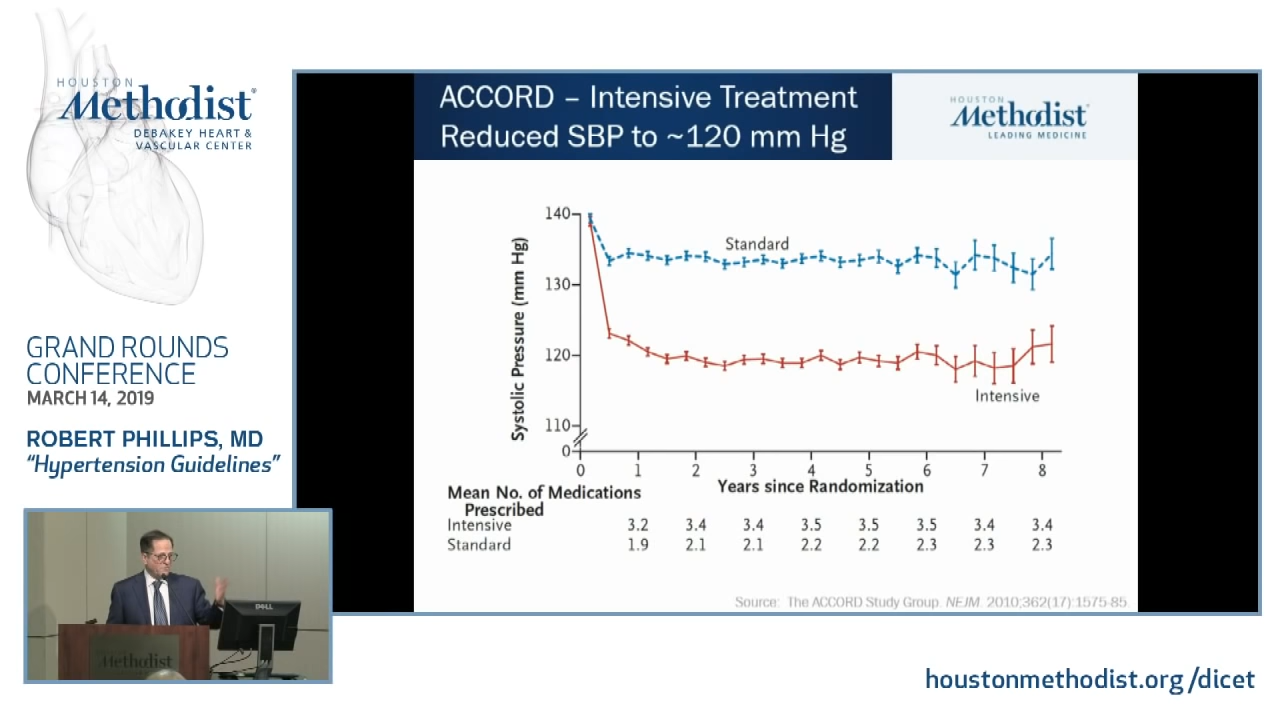 HOUSTON
Methodist®
DEBAKEY HEART &
VASCULAR CENTER
GRAND ROUNDS
CONFERENCE
MARCH 14, 2019
ROBERT PHILLIPS, MD
“Hypertension Guidelines”
DELL
Methodist
ACCORD – Intensive Treatment
Reduced SBP to ~120 mm Hg
HOUSTON
Methodist
LEADING MEDICINE
Systolic Pressure (mm Hg)
140
130
120
110
0
Standard
Intensive
0 1 2 3 4 5 6 7 8
Years since Randomization
Mean No. of Medications
Prescribed
Intensive 3.2 3.4 3.4 3.5 3.5 3.5 3.4 3.4
Standard 1.9 2.1 2.1 2.2 2.2 2.3 2.3 2.3
Source: The ACCORD Study Group. NEJM. 2010;362(17):1575-85.
houstonmethodist.org/dicet